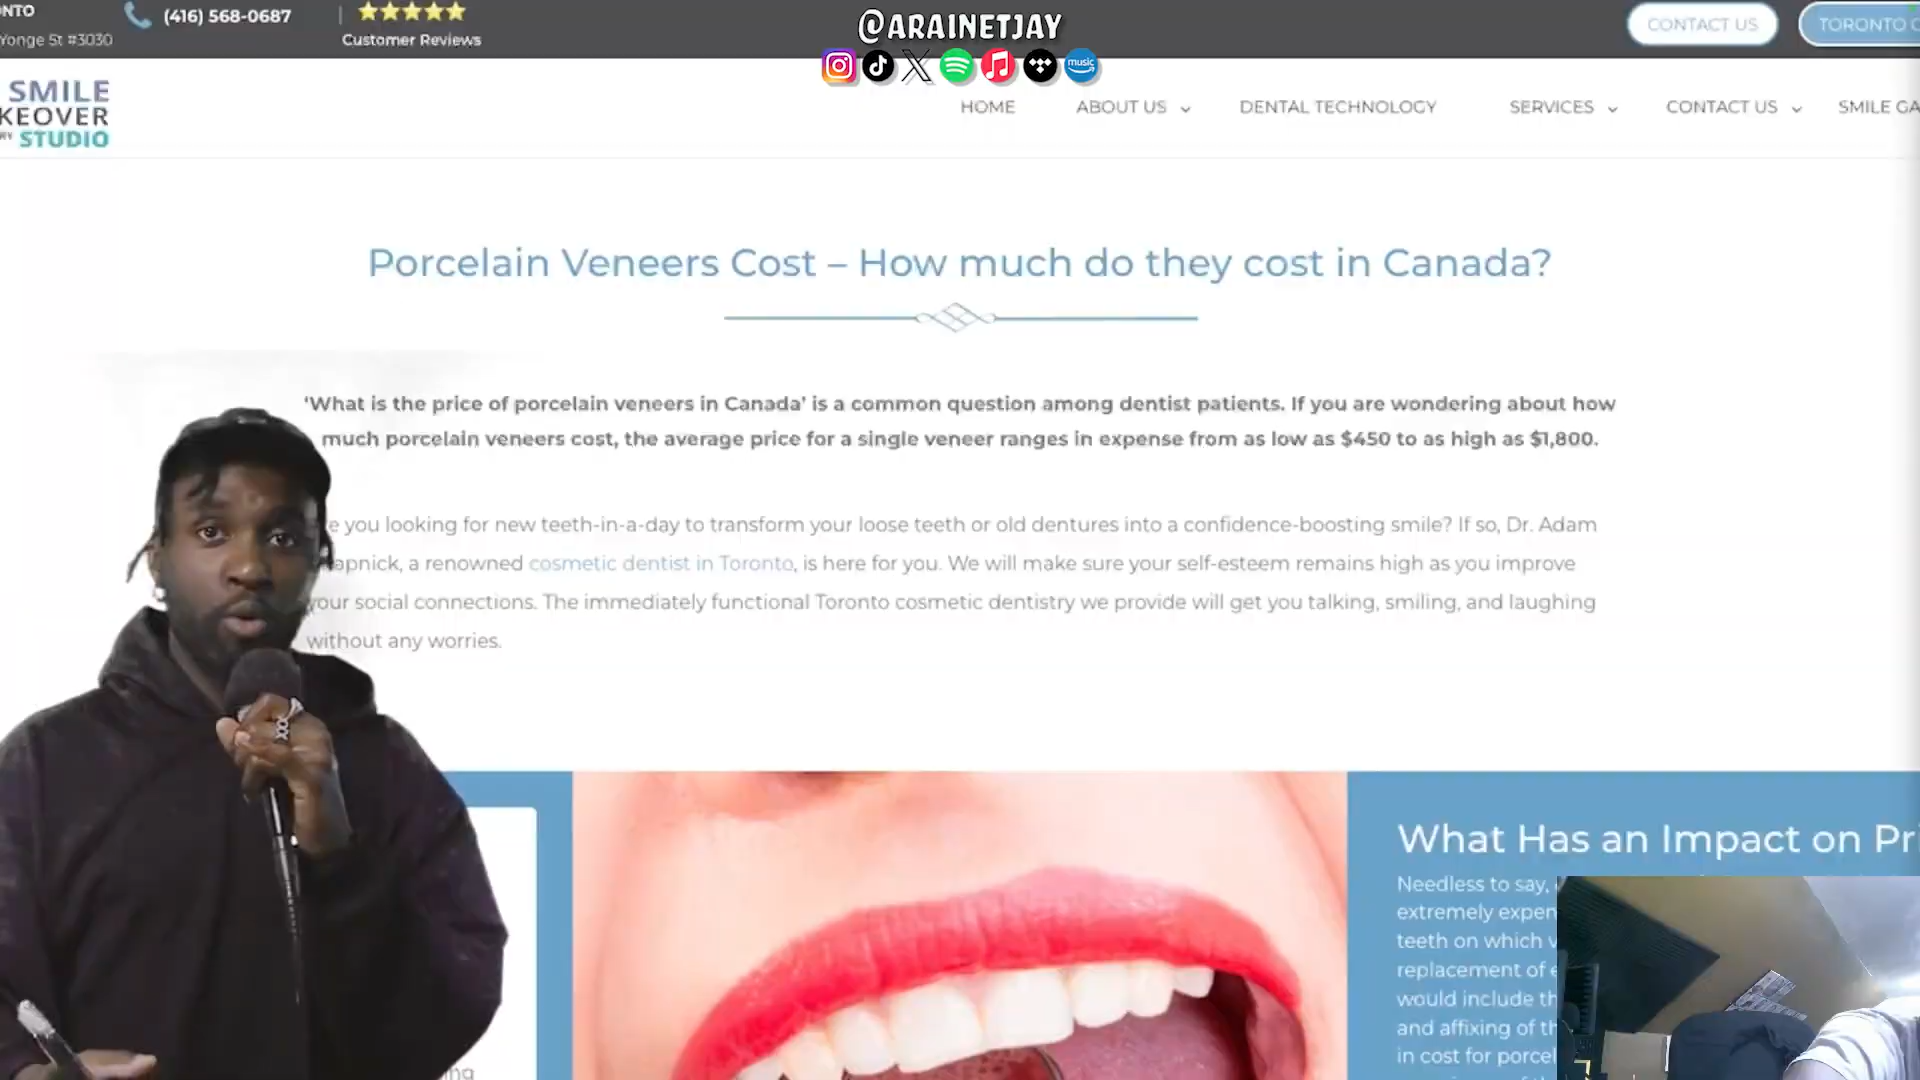 NTO
Yonge St #3030
(416) 568-0687
Customer Reviews
@ARAINETJAY
music
CONTACT US
TORONTO
SMILE
KEOVER
RY STUDIO
HOME
ABOUT US
DENTAL TECHNOLOGY
SERVICES
CONTACT US
SMILE GA
Porcelain Veneers Cost – How much do they cost in Canada?
‘What is the price of porcelain veneers in Canada’ is a common question among dentist patients. If you are wondering about how
much porcelain veneers cost, the average price for a single veneer ranges in expense from as low as $450 to as high as $1,800.
e you looking for new teeth-in-a-day to transform your loose teeth or old dentures into a confidence-boosting smile? If so, Dr. Adam
apnick, a renowned cosmetic dentist in Toronto, is here for you. We will make sure your self-esteem remains high as you improve
your social connections. The immediately functional Toronto cosmetic dentistry we provide will get you talking, smiling, and laughing
without any worries.
What Has an Impact on Pri
Needless to say,
extremely expen
teeth on which v
replacement of e
would include th
and affixing of th
in cost for porcel